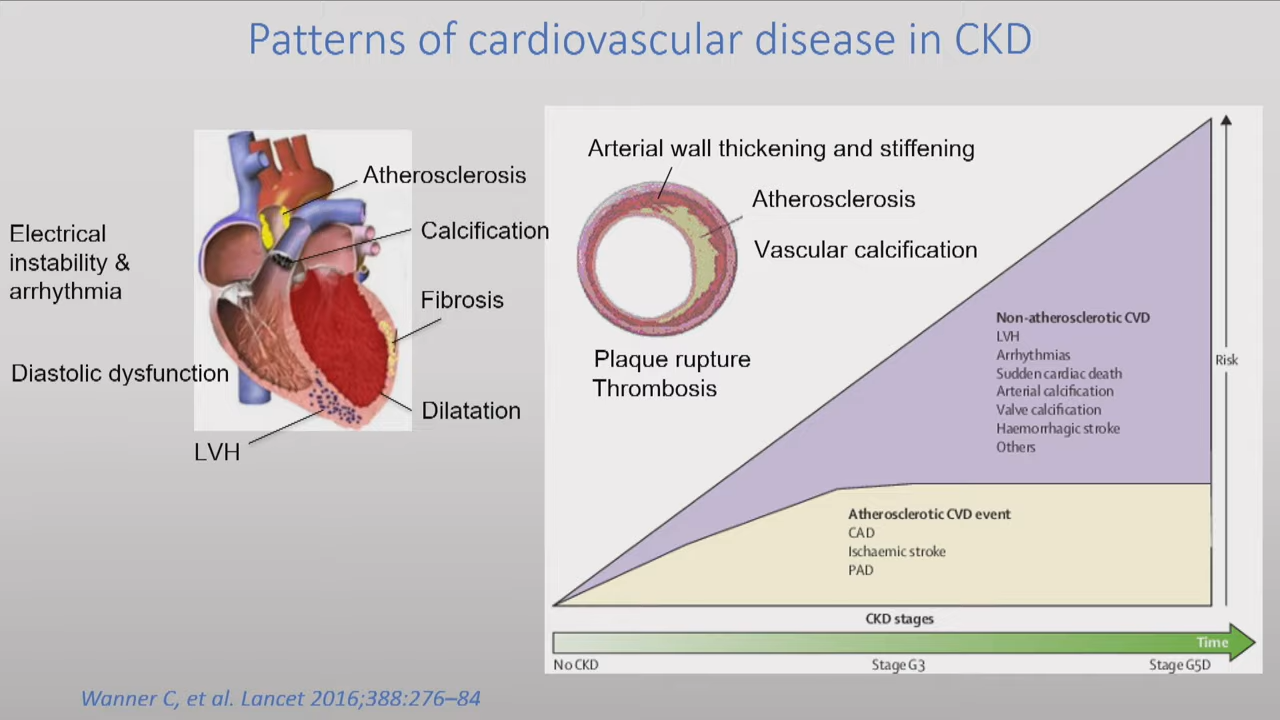 Patterns of cardiovascular disease in CKD
Electrical
instability &
arrhythmia
Diastolic dysfunction
LVH
Atherosclerosis
Calcification
Fibrosis
Dilatation
Arterial wall thickening and stiffening
Atherosclerosis
Vascular calcification
Plaque rupture
Thrombosis
Non-atherosclerotic CVD
LVH
Arrhythmias
Sudden cardiac death
Arterial calcification
Valve calcification
Haemorrhagic stroke
Others
Risk
Atherosclerotic CVD event
CAD
Ischaemic stroke
PAD
CKD stages
Time
No CKD
Stage G3
Stage G5D
Wanner C, et al. Lancet 2016;388:276–84